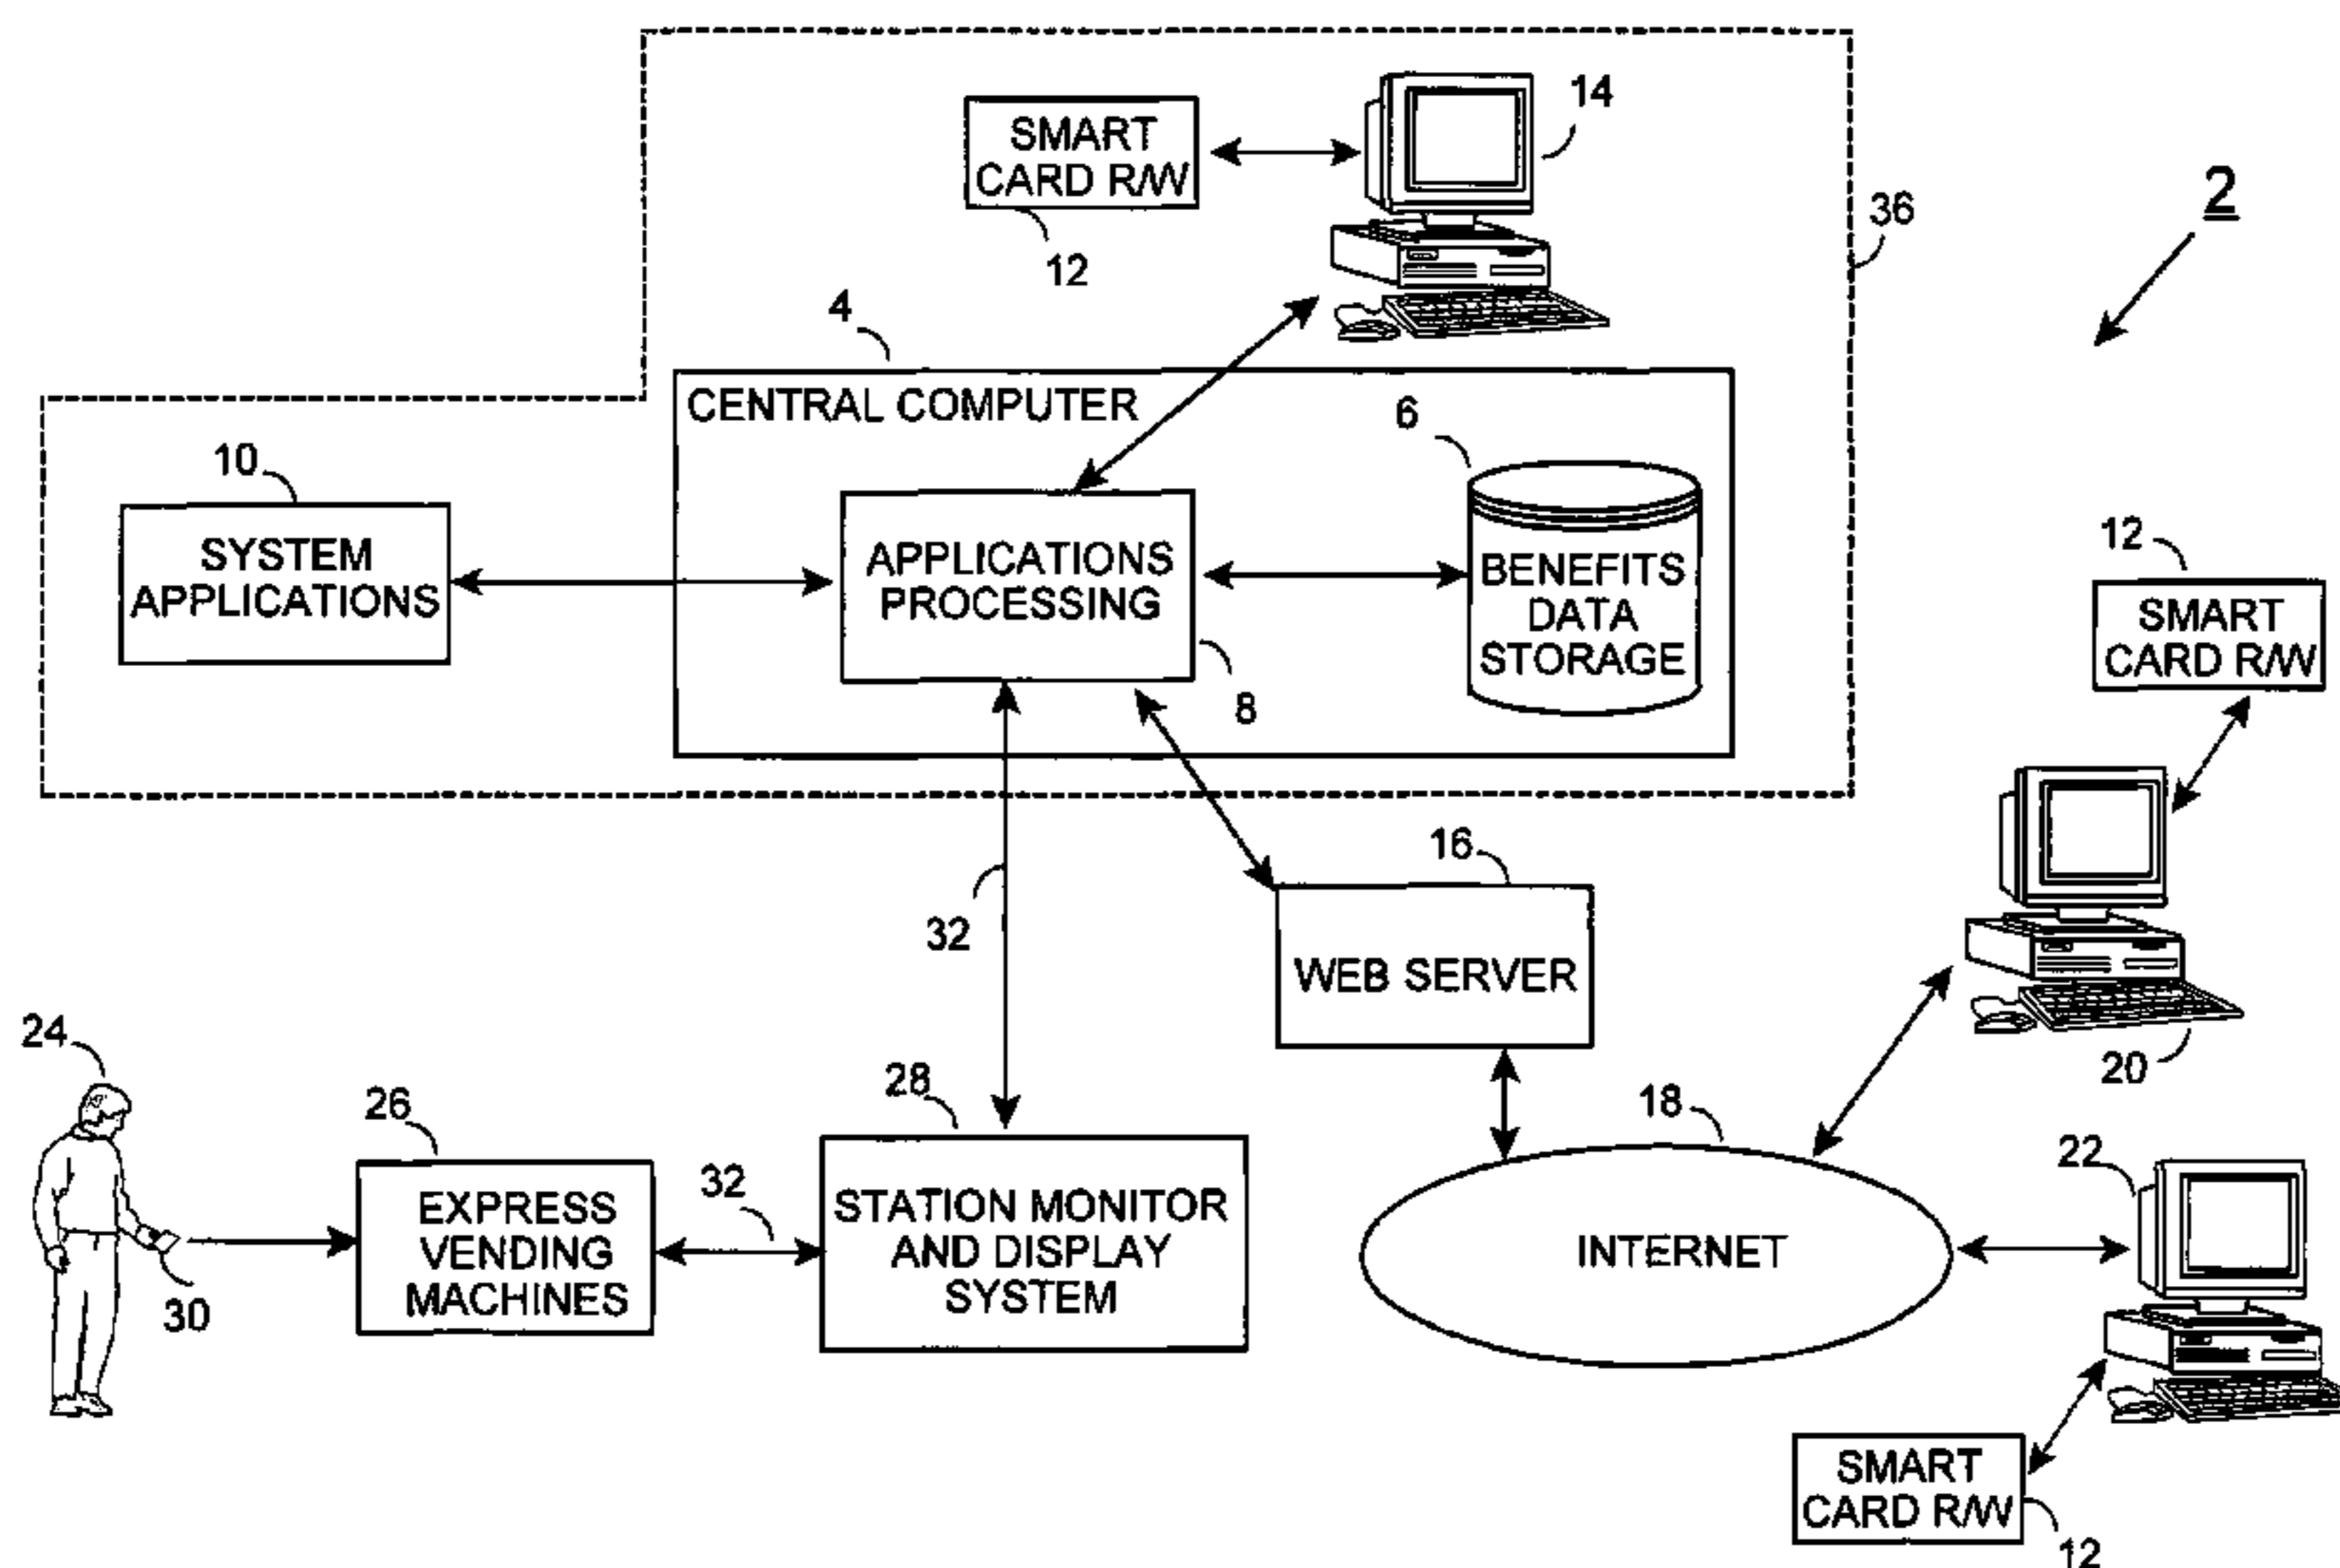 14
SMART
CARD R/W
12
36
2
4
CENTRAL COMPUTER
6
10
SYSTEM
APPLICATIONS
APPLICATIONS
PROCESSING
8
BENEFITS
DATA
STORAGE
12
SMART
CARD R/W
32
16
WEB SERVER
20
24
30
26
EXPRESS
VENDING
MACHINES
32
28
STATION MONITOR
AND DISPLAY
SYSTEM
18
INTERNET
22
SMART
CARD R/W
12